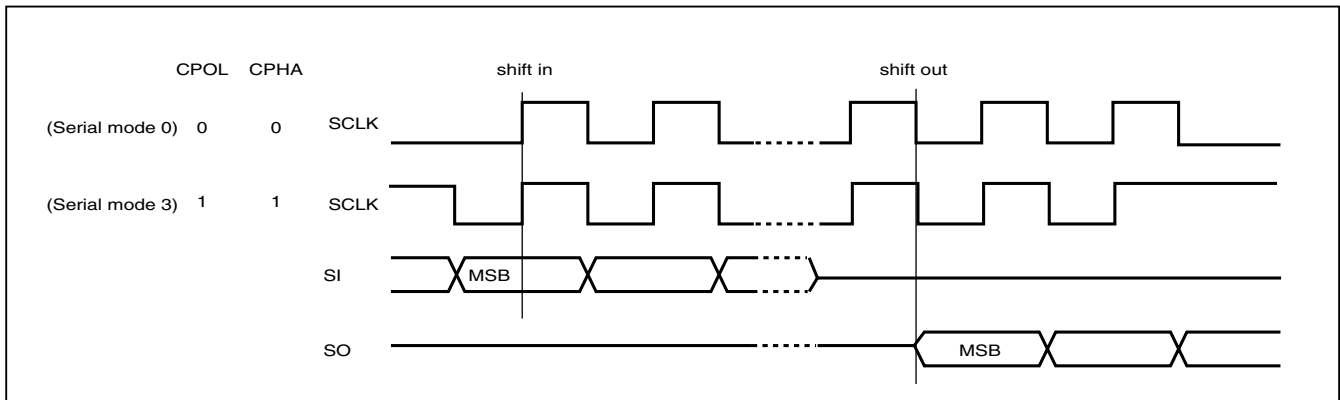 CPOL CPHA shift in shift out
(Serial mode 0) 0 0 SCLK
(Serial mode 3) 1 1 SCLK
SI MSB
SO MSB